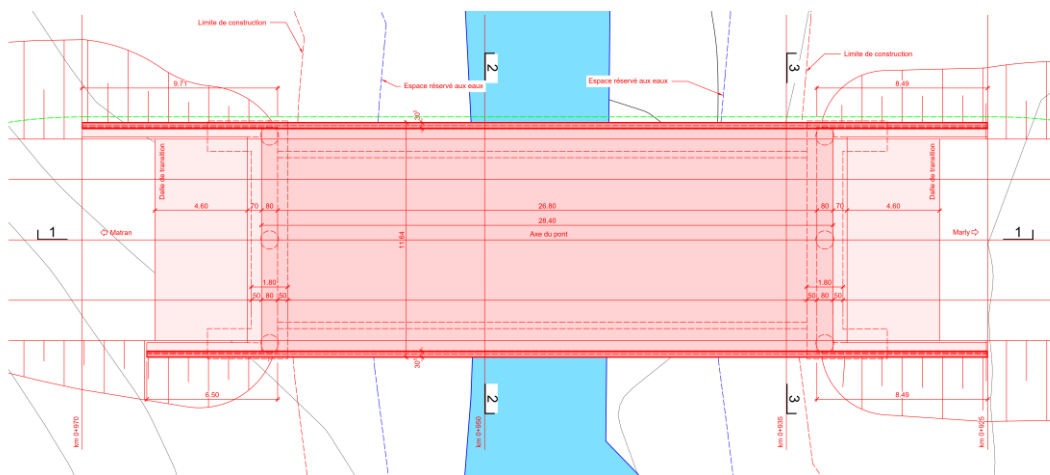 Limite de construction
2
3
Limite de construction
9.71
Espace réservé aux eaux
Espace réservé aux eaux
8.49
30⁵
Dalle de transition
Dalle de transition
4.60
70
80
26.80
80
70
4.60
28.40
1
Matran
11.64
Axe du pont
Marly
1
1.80
1.80
50
80
50
50
80
50
30⁵
6.50
2
3
8.49
km 0+970
km 0+950
km 0+935
km 0+925